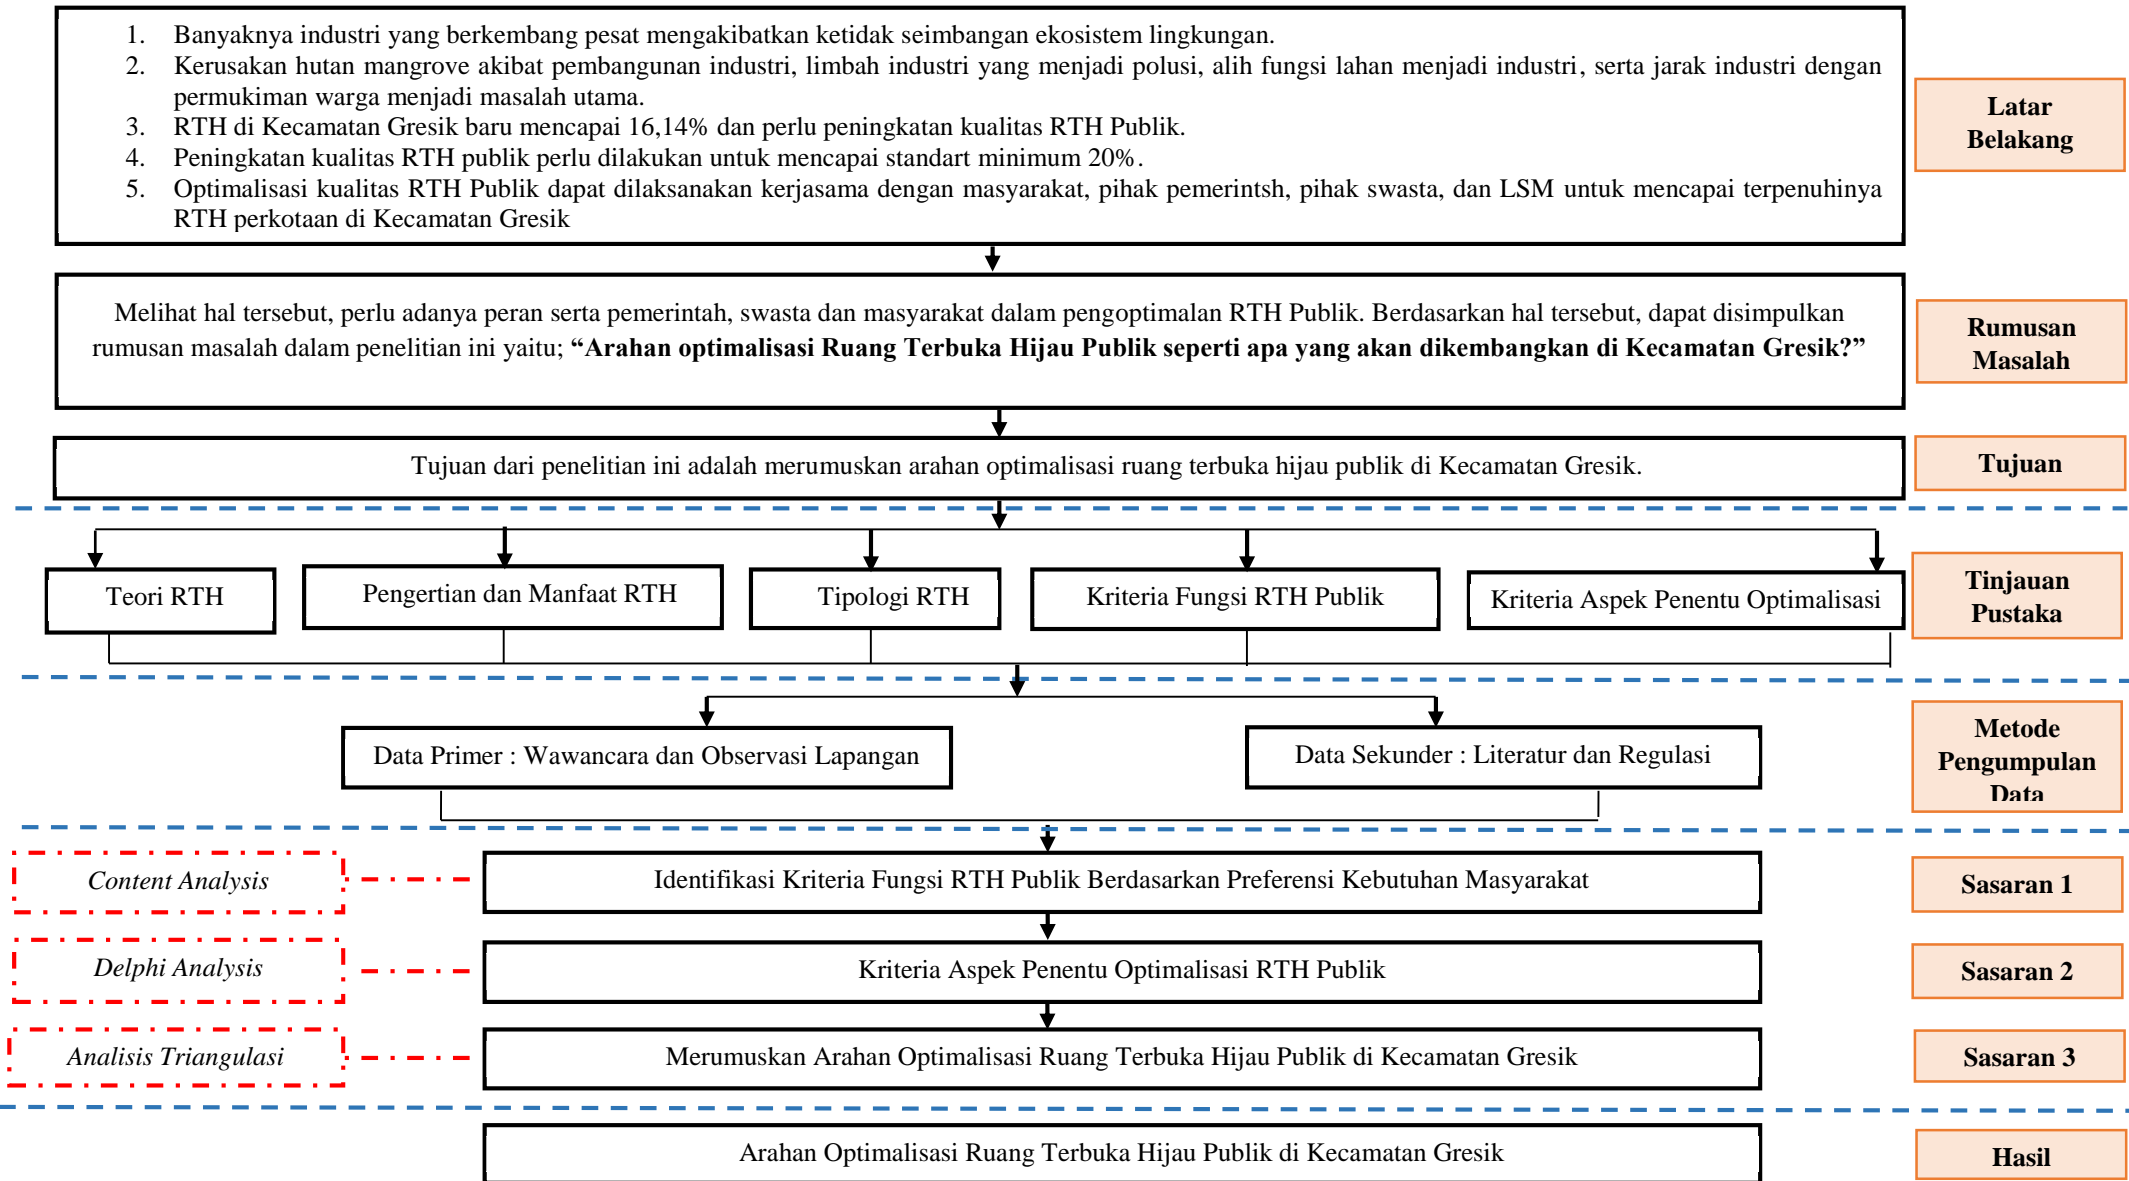 1. Banyaknya industri yang berkembang pesat mengakibatkan ketidak seimbangan ekosistem lingkungan.
2. Kerusakan hutan mangrove akibat pembangunan industri, limbah industri yang menjadi polusi, alih fungsi lahan menjadi industri, serta jarak industri dengan
permukiman warga menjadi masalah utama.
3. RTH di Kecamatan Gresik baru mencapai 16,14% dan perlu peningkatan kualitas RTH Publik.
4. Peningkatan kualitas RTH publik perlu dilakukan untuk mencapai standart minimum 20%.
5. Optimalisasi kualitas RTH Publik dapat dilaksanakan kerjasama dengan masyarakat, pihak pemerintsh, pihak swasta, dan LSM untuk mencapai terpenuhinya
RTH perkotaan di Kecamatan Gresik
Latar
Belakang
Melihat hal tersebut, perlu adanya peran serta pemerintah, swasta dan masyarakat dalam pengoptimalan RTH Publik. Berdasarkan hal tersebut, dapat disimpulkan
rumusan masalah dalam penelitian ini yaitu; “Arahan optimalisasi Ruang Terbuka Hijau Publik seperti apa yang akan dikembangkan di Kecamatan Gresik?”
Rumusan
Masalah
Tujuan dari penelitian ini adalah merumuskan arahan optimalisasi ruang terbuka hijau publik di Kecamatan Gresik.
Tujuan
Teori RTH
Pengertian dan Manfaat RTH
Tipologi RTH
Kriteria Fungsi RTH Publik
Kriteria Aspek Penentu Optimalisasi
Tinjauan
Pustaka
Data Primer : Wawancara dan Observasi Lapangan
Data Sekunder : Literatur dan Regulasi
Metode
Pengumpulan
Data
Content Analysis
Identifikasi Kriteria Fungsi RTH Publik Berdasarkan Preferensi Kebutuhan Masyarakat
Sasaran 1
Delphi Analysis
Kriteria Aspek Penentu Optimalisasi RTH Publik
Sasaran 2
Analisis Triangulasi
Merumuskan Arahan Optimalisasi Ruang Terbuka Hijau Publik di Kecamatan Gresik
Sasaran 3
Arahan Optimalisasi Ruang Terbuka Hijau Publik di Kecamatan Gresik
Hasil